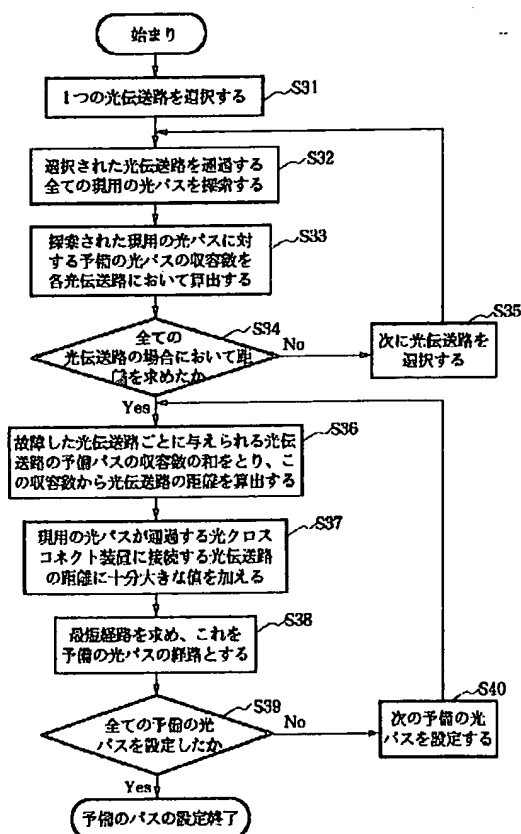 始まり
S31
1つの光伝送路を選択する
S32
選択された光伝送路を通過する
全ての現用の光パスを探索する
S33
探索された現用の光パスに対
する予備の光パスの収容数を
各光伝送路において算出する
S34
全ての
光伝送路の場合において距
を求めたか
No
Yes
S35
次に光伝送路を
選択する
S36
故障した光伝送路ごとに与えられる光伝
送路の予備パスの収容数の和をとり、こ
の収容数から光伝送路の距離を算出する
S37
現用の光パスが通過する光クロス
コネクト装置に接続する光伝送路
の距離に十分大きな値を加える
S38
最短経路を求め、これを
予備の光パスの経路とする
S39
全ての予備の光
パスを設定したか
No
Yes
S40
次の予備の光
パスを設定する
予備のパスの設定終了